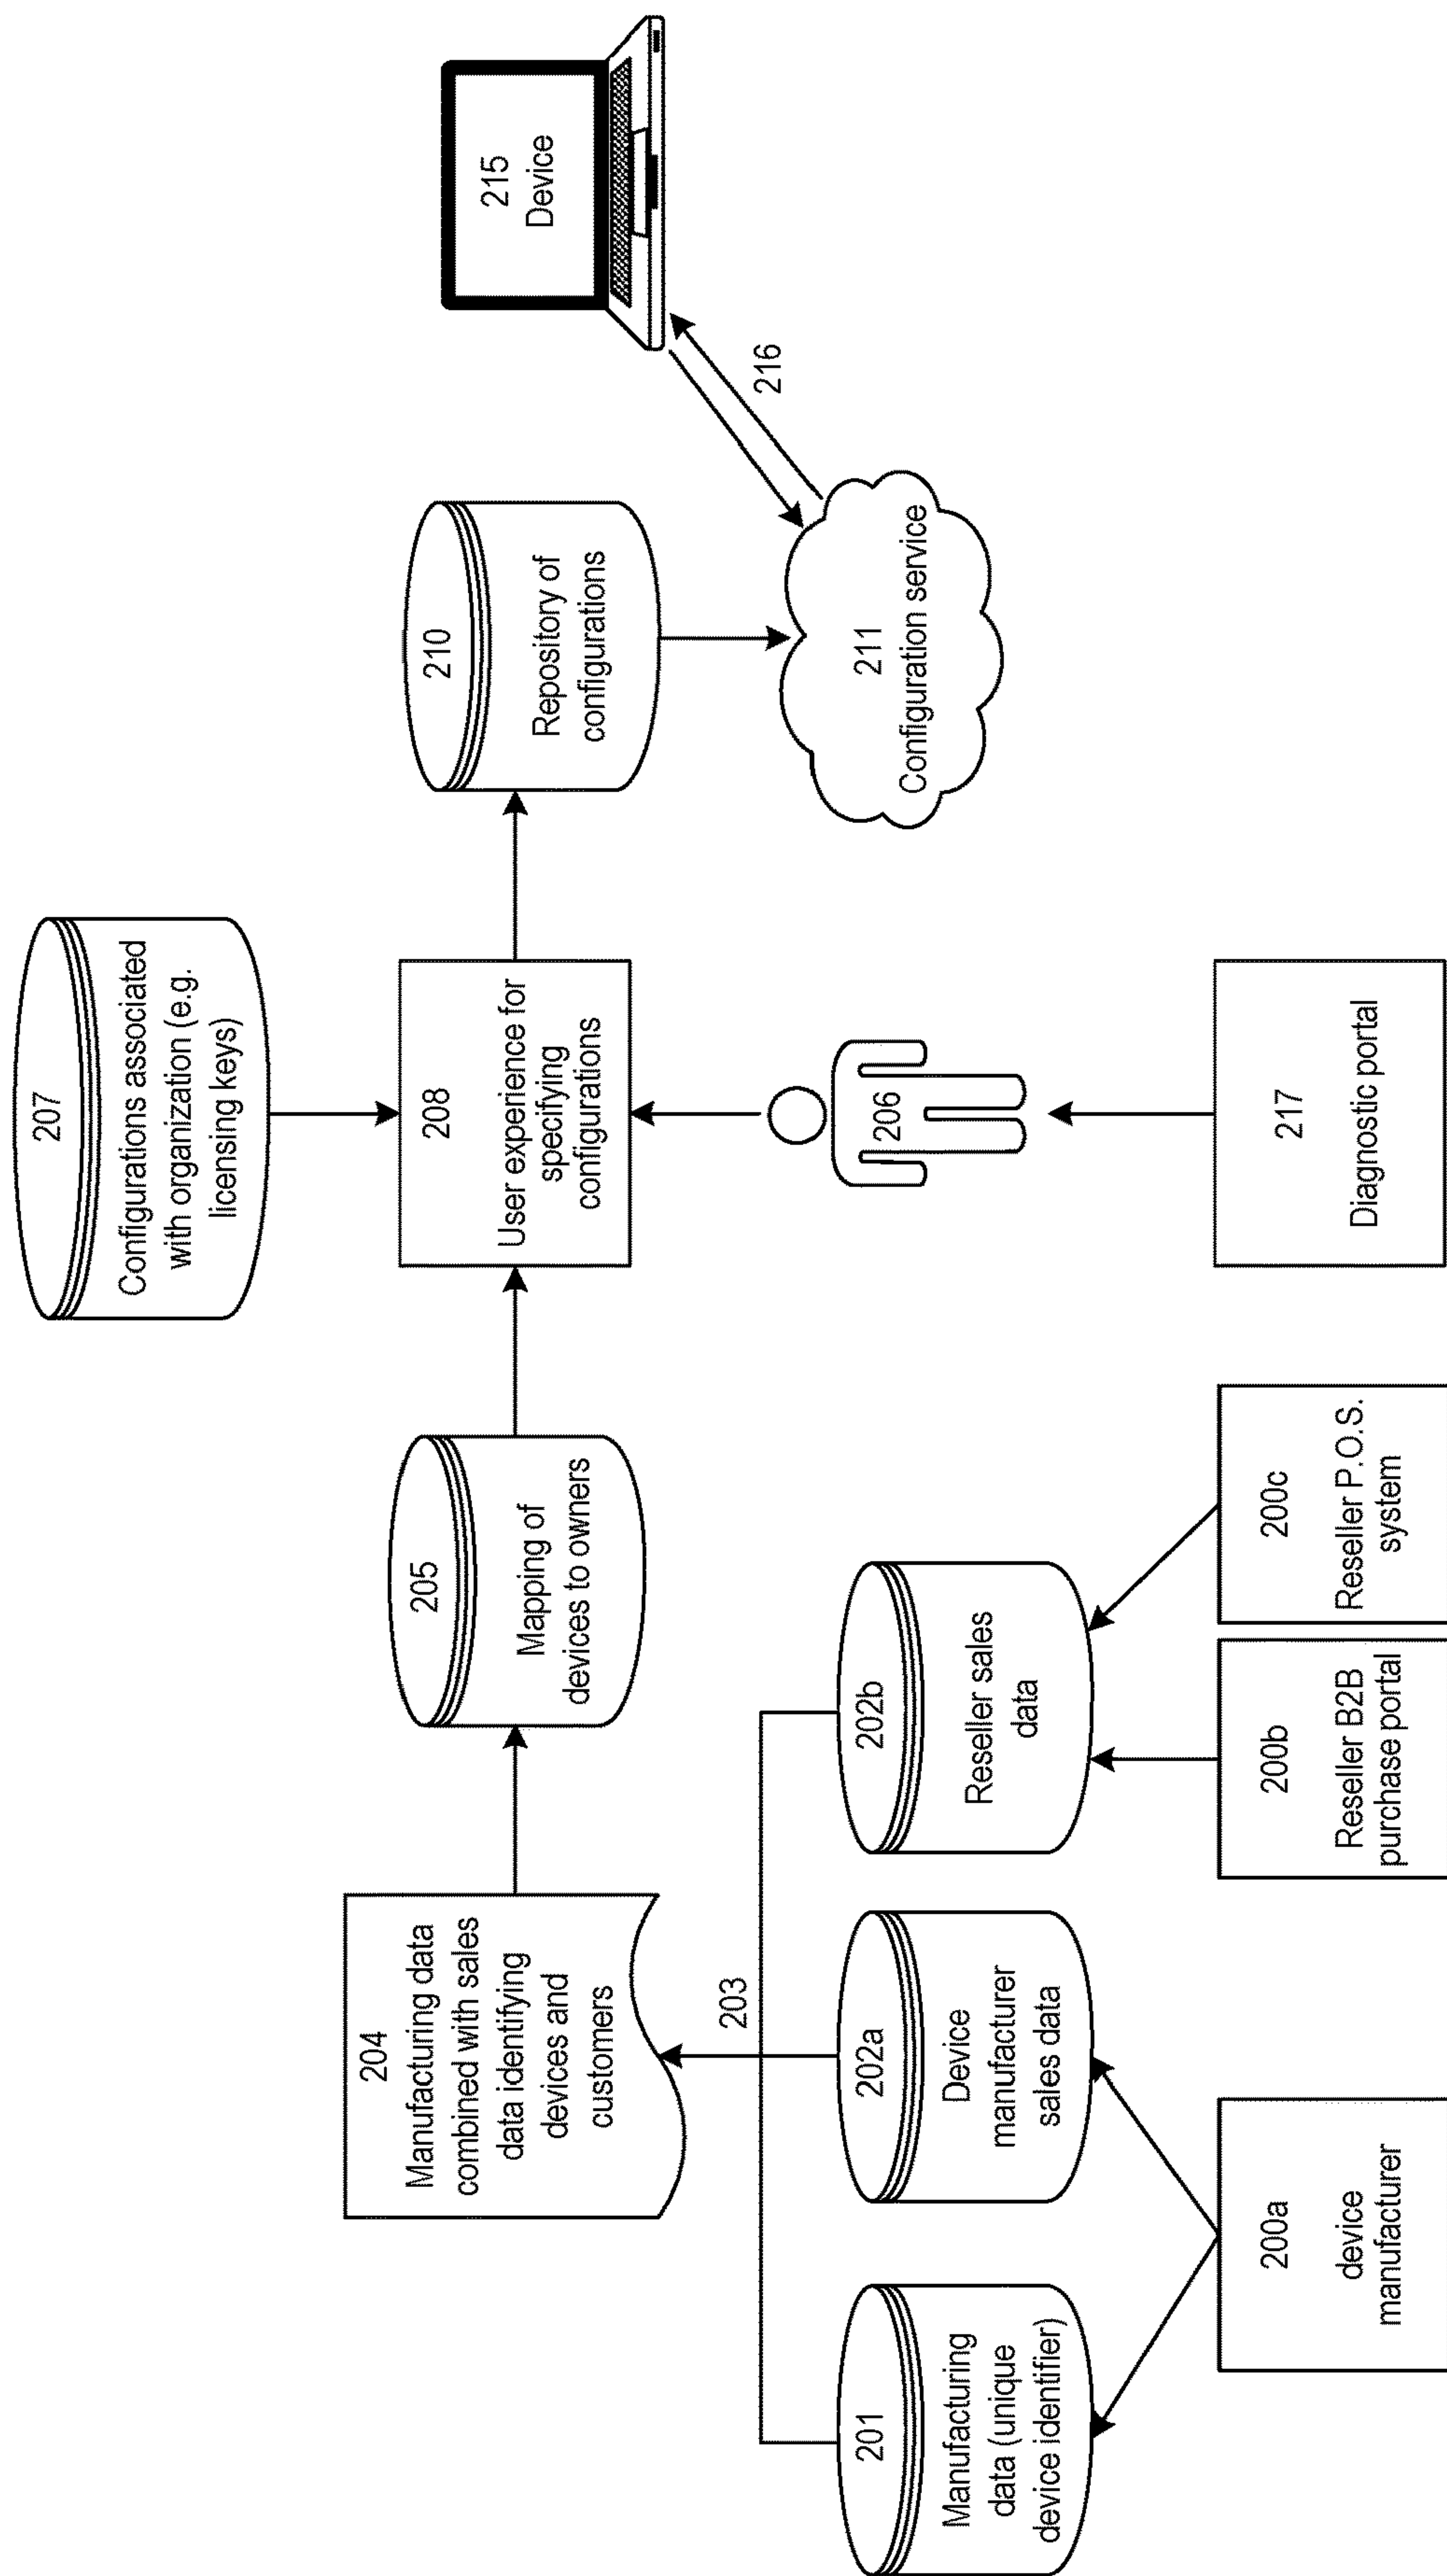 207
Configurations associated
with organization (e.g.
licensing keys)
204
Manufacturing data
combined with sales
data identifying
devices and
customers
205
Mapping of
devices to owners
208
User experience for
specifying
configurations
210
Repository of
configurations
215
Device
203
216
201
Manufacturing
data (unique
device identifier)
202a
Device
manufacturer
sales data
202b
Reseller sales
data
206
211
Configuration service
200a
device
manufacturer
200b
Reseller B2B
purchase portal
200c
Reseller P.O.S.
system
217
Diagnostic portal